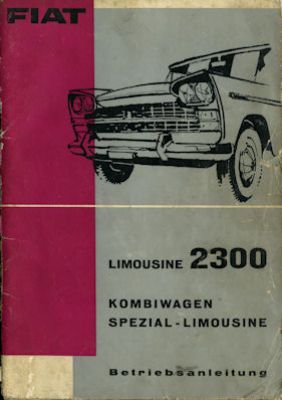 FIAT
LIMOUSINE 2300
KOMBIWAGEN
SPEZIAL-LIMOUSINE
Betriebsanleitung